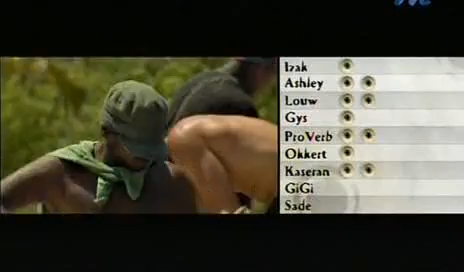 Izak
Ashley
Louw
Gys
ProVerb
Okkert
Kaseran
GiGi
Sade